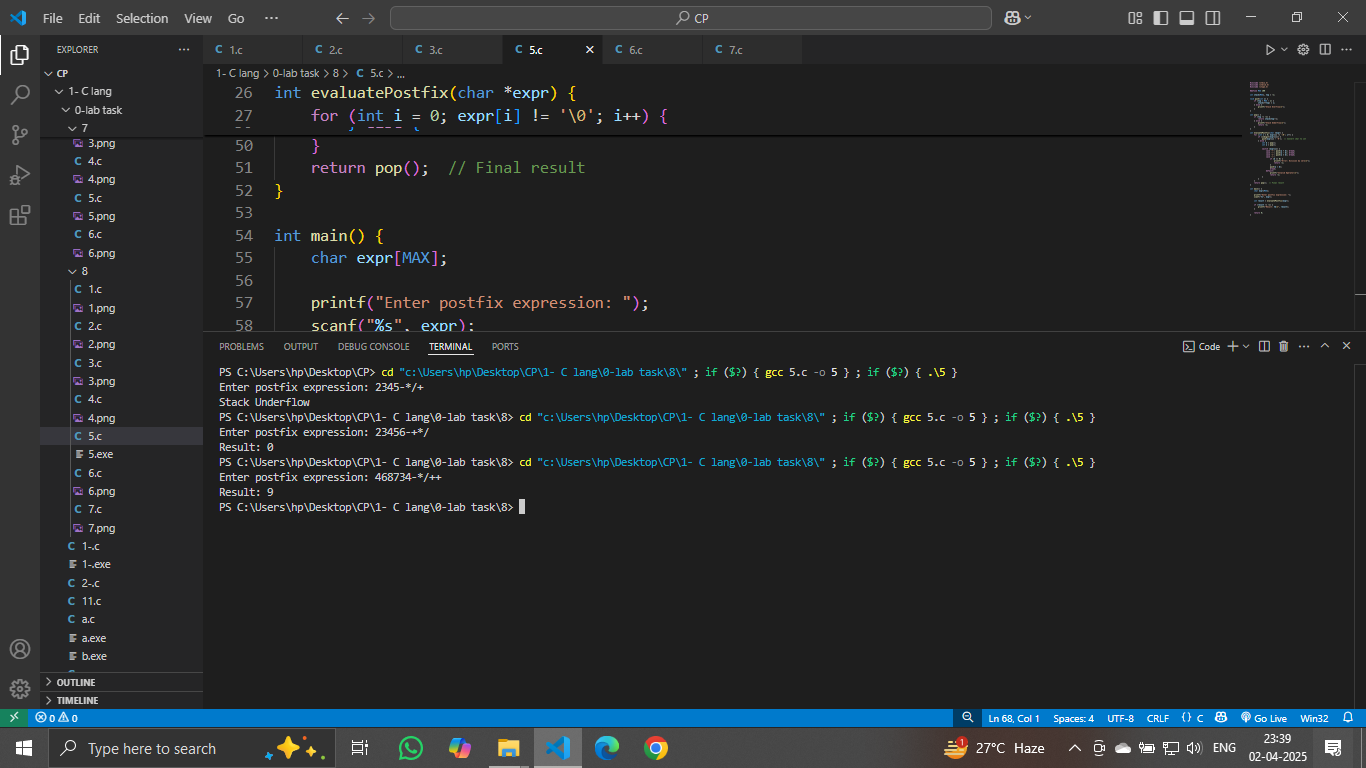 File Edit Selection View Go ··· CP
EXPLORER ···
CP
1- C lang
0-lab task
7
3.png
C 4.c
4.png
C 5.c
5.png
C 6.c
6.png
8
C 1.c
1.png
C 2.c
2.png
C 3.c
3.png
C 4.c
4.png
C 5.c
5.exe
C 6.c
6.png
C 7.c
7.png
C 1-.c
1-.exe
C 2-.c
C 11.c
C a.c
a.exe
b.exe
OUTLINE
TIMELINE
C 1.c C 2.c C 3.c C 5.c C 6.c C 7.c
1- C lang > 0-lab task > 8 > C 5.c > ...
26 int evaluatePostfix(char *expr) {
27 for (int i = 0; expr[i] != '\0'; i++) {
50 }
51 return pop(); // Final result
52 }
53
54 int main() {
55 char expr[MAX];
56
57 printf("Enter postfix expression: ");
58 scanf("%s", expr);
PROBLEMS OUTPUT DEBUG CONSOLE TERMINAL PORTS Code
PS C:\Users\hp\Desktop\CP> cd "c:\Users\hp\Desktop\CP\1- C lang\0-lab task\8\" ; if ($?) { gcc 5.c -o 5 } ; if ($?) { .\5 }
Enter postfix expression: 2345-*/+
Stack Underflow
PS C:\Users\hp\Desktop\CP\1- C lang\0-lab task\8> cd "c:\Users\hp\Desktop\CP\1- C lang\0-lab task\8\" ; if ($?) { gcc 5.c -o 5 } ; if ($?) { .\5 }
Enter postfix expression: 23456-+*/
Result: 0
PS C:\Users\hp\Desktop\CP\1- C lang\0-lab task\8> cd "c:\Users\hp\Desktop\CP\1- C lang\0-lab task\8\" ; if ($?) { gcc 5.c -o 5 } ; if ($?) { .\5 }
Enter postfix expression: 468734-*/++
Result: 9
PS C:\Users\hp\Desktop\CP\1- C lang\0-lab task\8>
0 0 Ln 68, Col 1 Spaces: 4 UTF-8 CRLF {} C Go Live Win32
Type here to search 1 27°C Haze ENG 23:39
02-04-2025